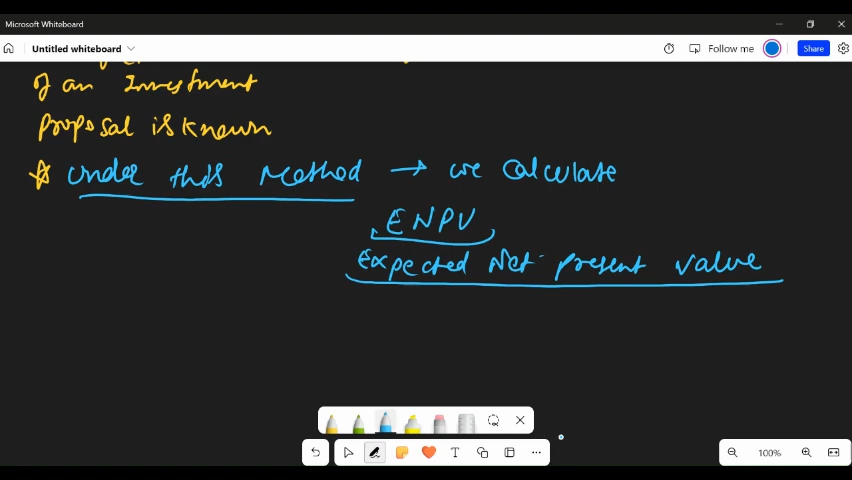 Microsoft Whiteboard
Untitled whiteboard
Follow me
Share
of an Investment
proposal is known
☆ under this method → we calculate
ENPV
Expected Net present value
100%